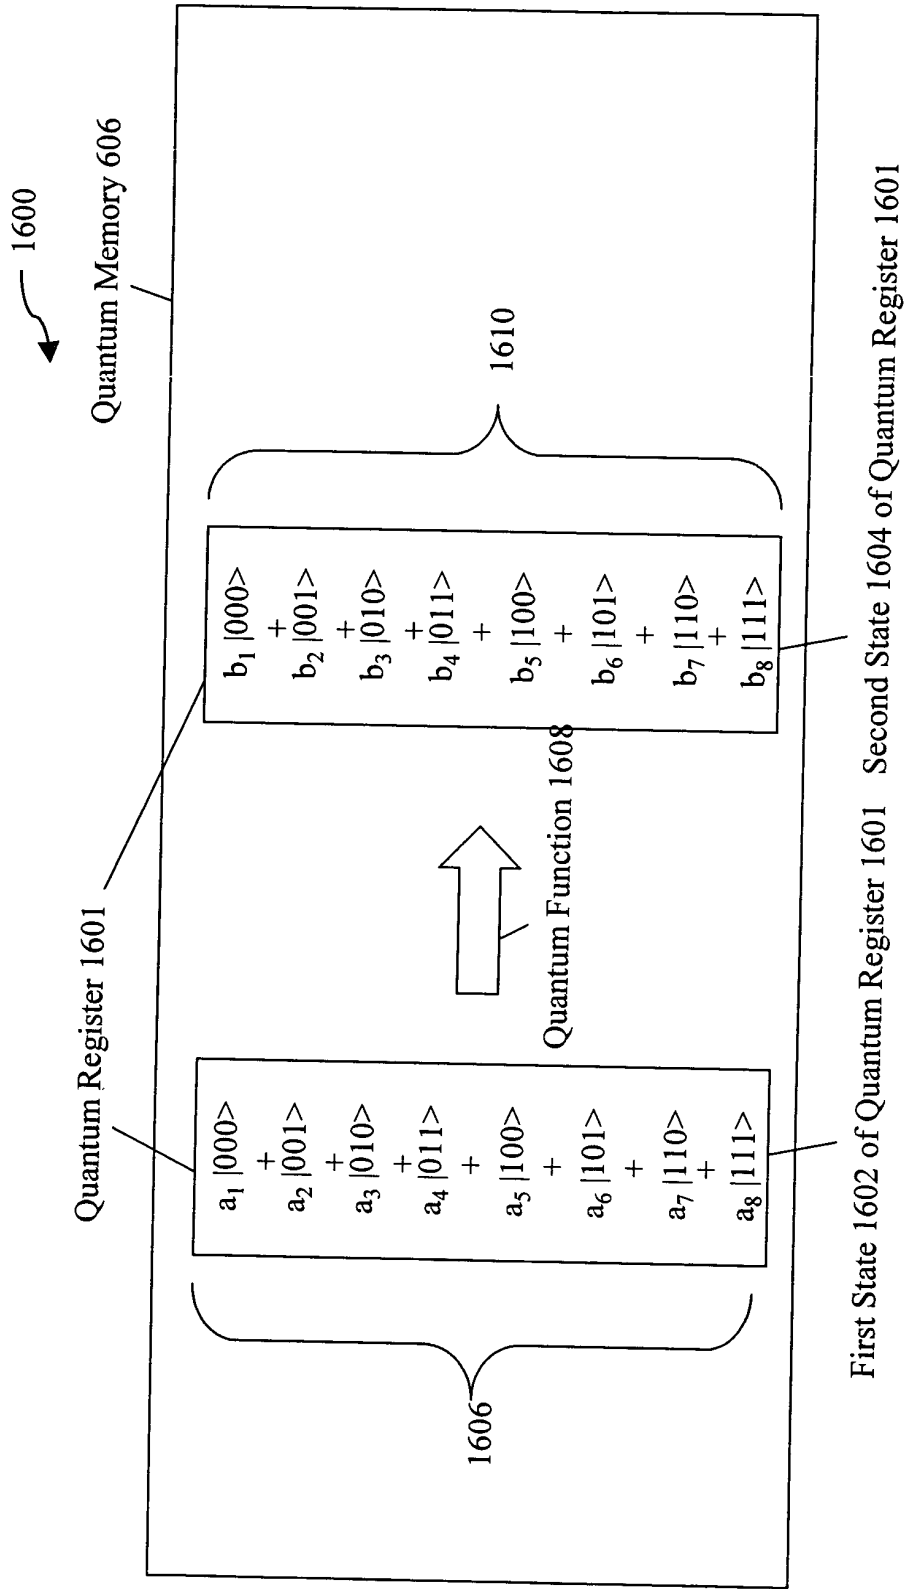 1600
Quantum Memory 606
Quantum Register 1601
a1 |000>
+
a2 |001>
+
a3 |010>
+
a4 |011>
+
a5 |100>
+
a6 |101>
+
a7 |110>
+
a8 |111>
1606
Quantum Function 1608
b1 |000>
+
b2 |001>
+
b3 |010>
+
b4 |011>
+
b5 |100>
+
b6 |101>
+
b7 |110>
+
b8 |111>
1610
First State 1602 of Quantum Register 1601
Second State 1604 of Quantum Register 1601